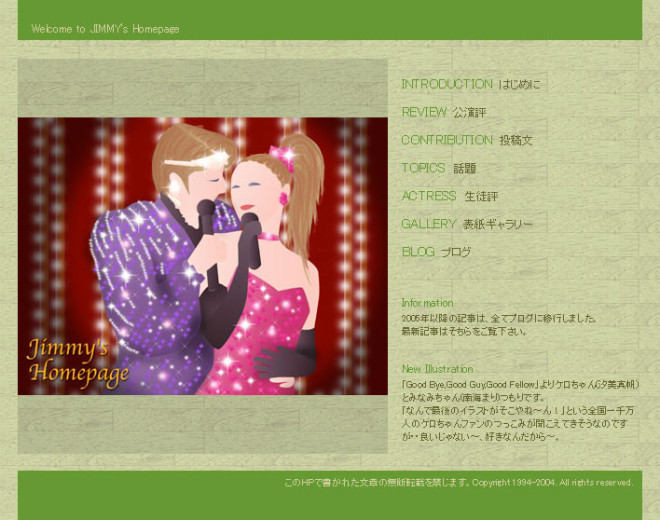 Welcome to JIMMY's Homepage
INTRODUCTION はじめに
REVIEW 公演評
CONTRIBUTION 投稿文
TOPICS 話題
ACTRESS 生徒評
GALLERY 表紙ギャラリー
BLOG ブログ
Jimmy's
Homepage
Information
2005年以降の記事は、全てブログに移行しました。
最新記事はそちらをご覧下さい。
New Illustration
「Good Bye,Good Guy,Good Fellow」よりケロちゃん(汐美真帆)
とみなみちゃん(南海まり)つもりです。
「なんで最後のイラストがそこやね〜ん！」という全国一千万
人のケロちゃんファンのつっこみが聞こえてきそうなのです
が・・良いじゃない〜、好きなんだから〜。
このHPで書かれた文章の無断転載を禁じます。Copyright 1994-2004. All rights reserved.